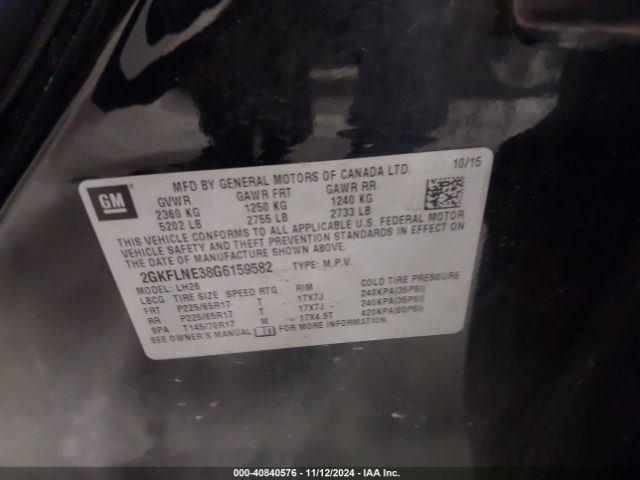 MFD BY GENERAL MOTORS OF CANADA LTD. 10/15
GM
GVWR GAWR FRT GAWR RR
2360 KG 1250 KG 1240 KG
5202 LB 2755 LB 2733 LB
THIS VEHICLE CONFORMS TO ALL APPLICABLE U.S. FEDERAL MOTOR
VEHICLE SAFETY AND THEFT PREVENTION STANDARDS IN EFFECT ON
THE DATE OF MANUFACTURE SHOWN ABOVE.
2GKFLNE38G6159582 TYPE: M.P.V.
MODEL: LH26
LBCG TIRE SIZE SPEED RTG RIM COLD TIRE PRESSURE
FRT P225/65R17 T 17X7J 240KPA(35PSI)
RR P225/65R17 T 17X7J 240KPA(35PSI)
SPA T145/70R17 M 17X4.5T 420KPA(60PSI)
SEE OWNER'S MANUAL FOR MORE INFORMATION.
000-40840576 - 11/12/2024 - IAA Inc.